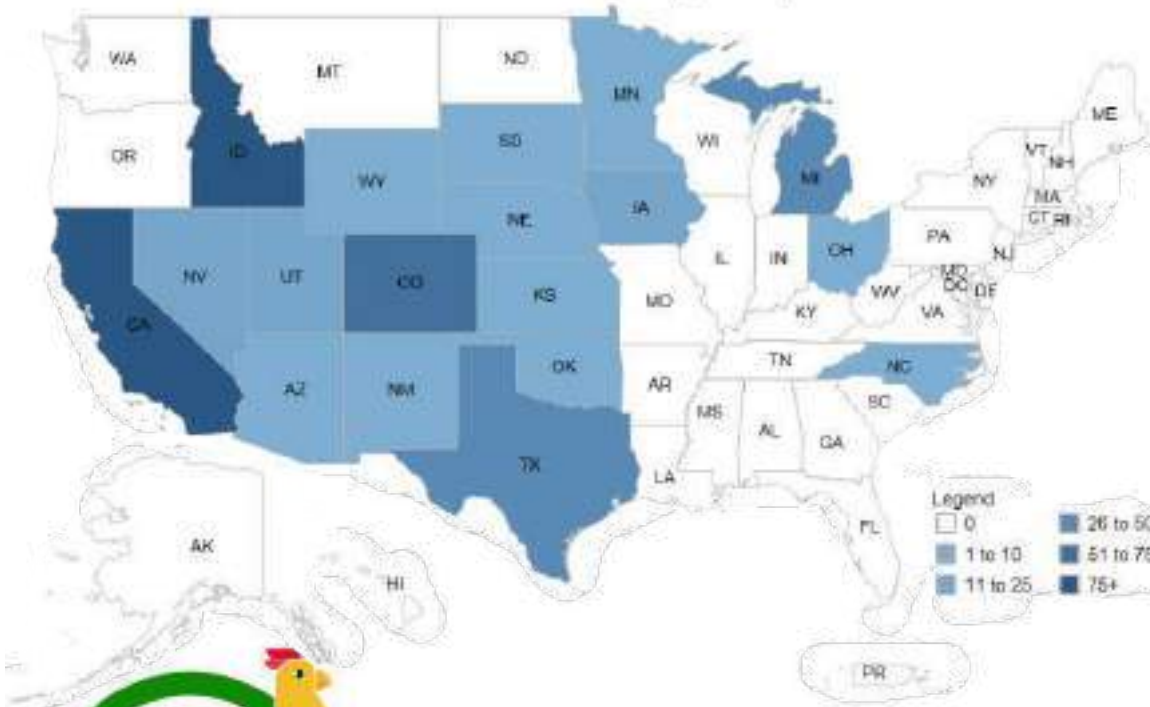 WA
MT
ND
MN
ME
OR
ID
SD
WI
MI
VT
NH
NY
WY
MA
CT RI
IA
NE
PA
NJ
NV
UT
CO
IL
IN
OH
MD
DC
DE
WV
KS
MO
VA
KY
CA
NC
TN
AZ
NM
OK
AR
SC
MS
AL
GA
TX
LA
FL
AK
HI
PR
Legend
0
1 to 10
11 to 25
26 to 50
51 to 75
75+